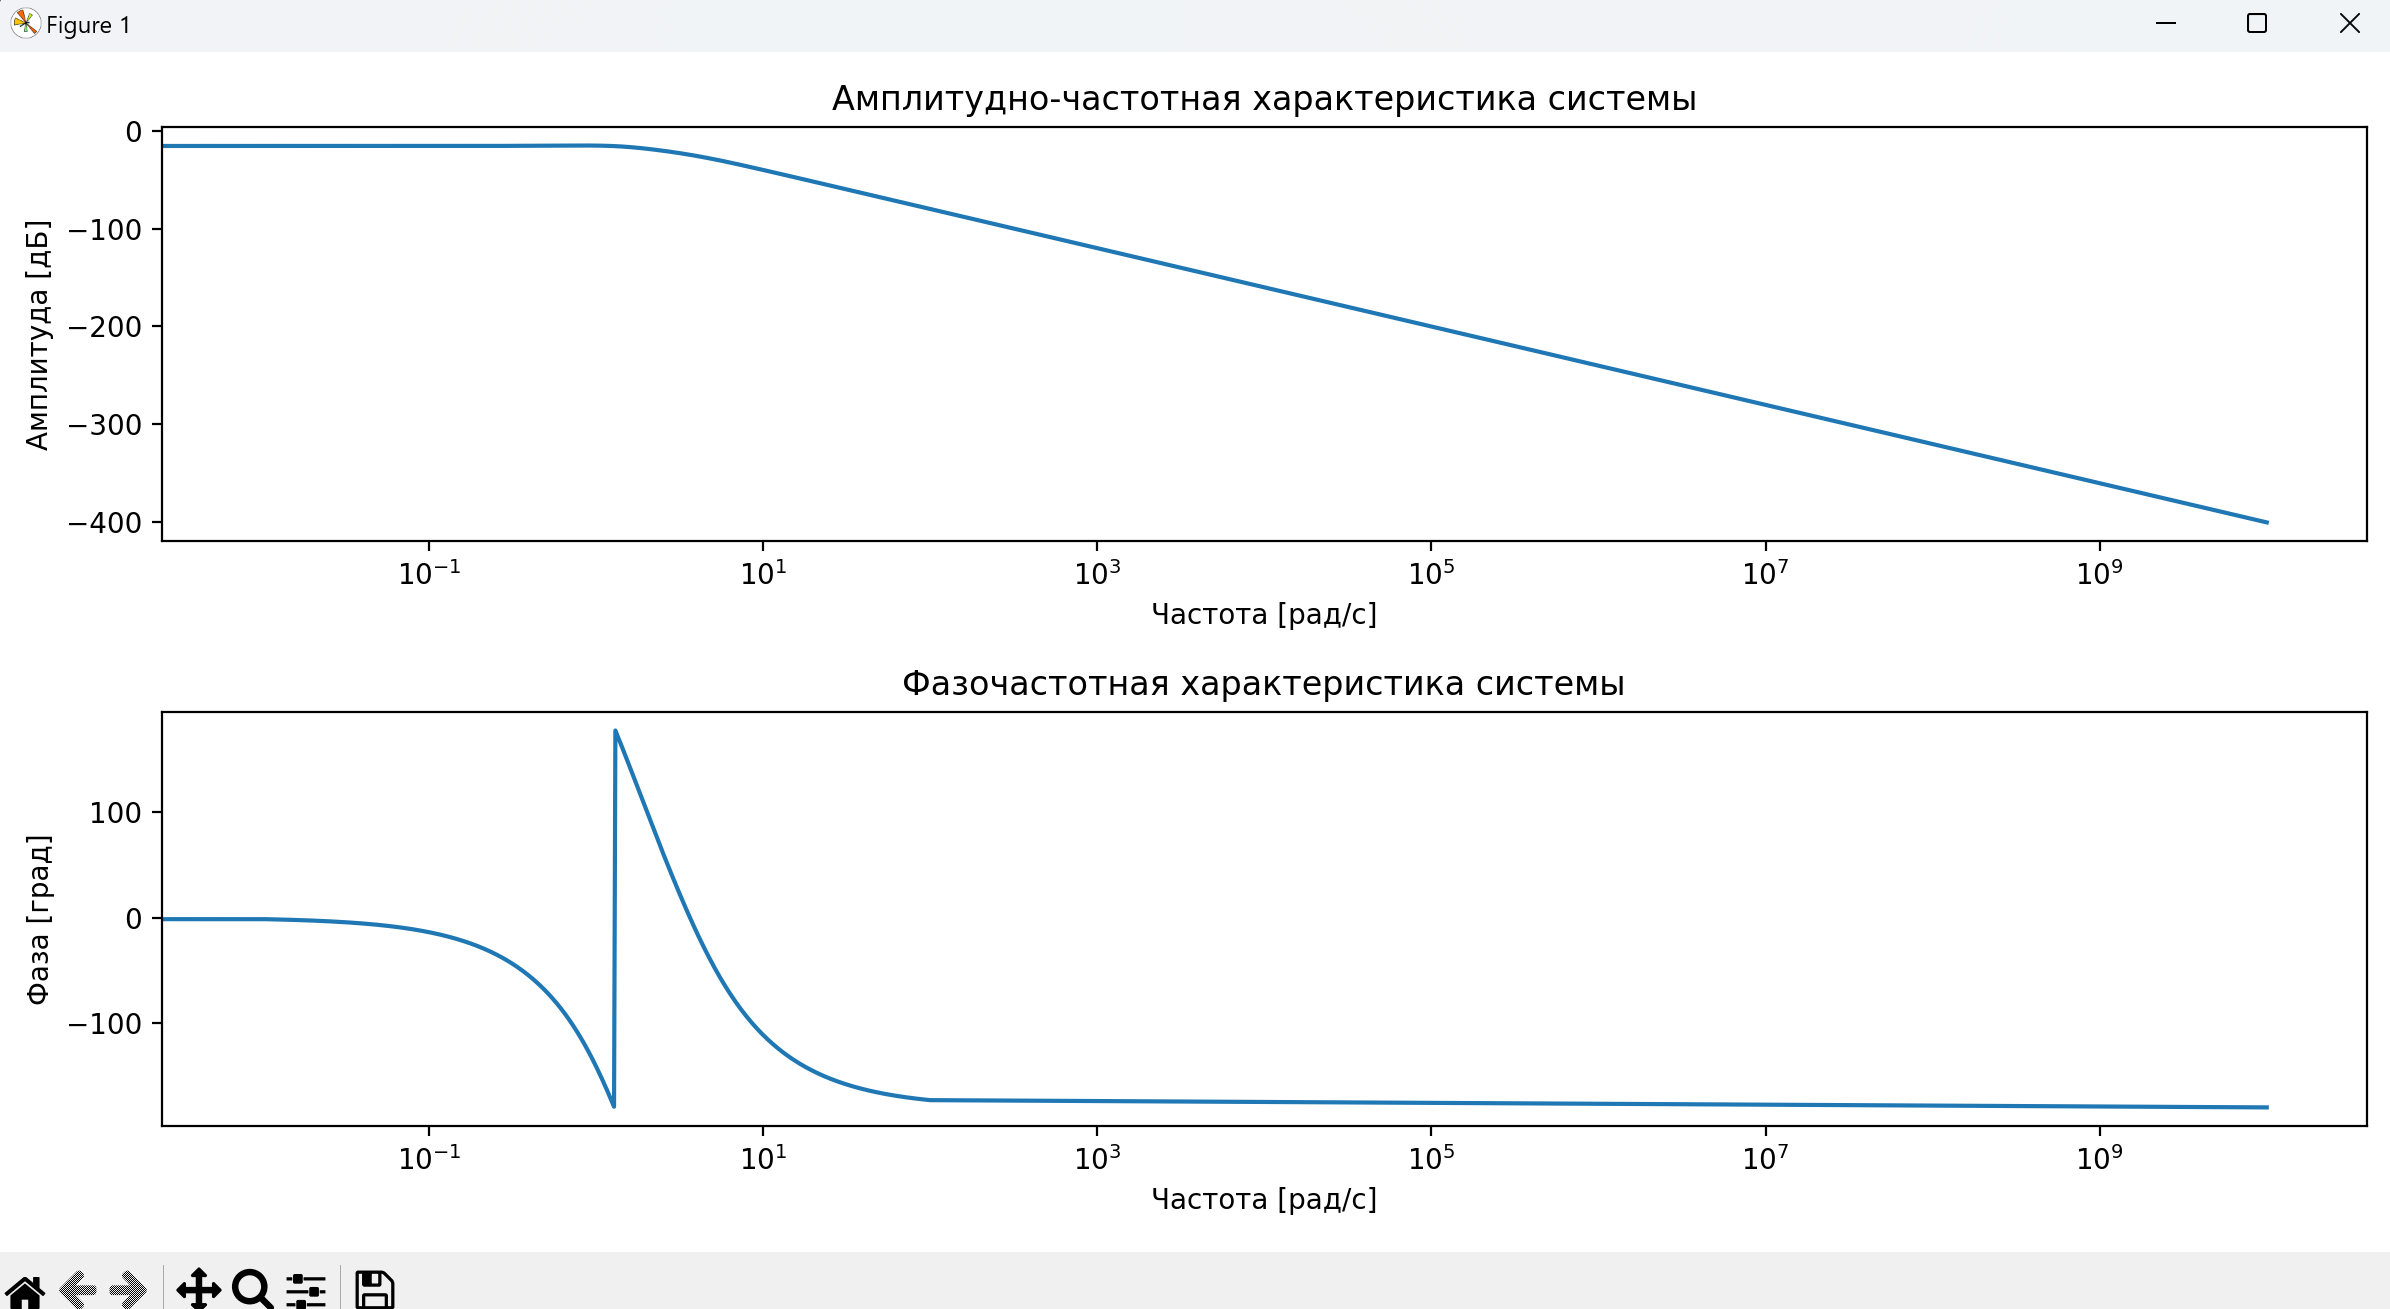 Figure 1
Амплитудно-частотная характеристика системы
0
−100
−200
−300
−400
Амплитуда [дБ]
10⁻¹ 10¹ 10³ 10⁵ 10⁷ 10⁹
Частота [рад/с]
Фазочастотная характеристика системы
100
0
−100
Фаза [град]
10⁻¹ 10¹ 10³ 10⁵ 10⁷ 10⁹
Частота [рад/с]